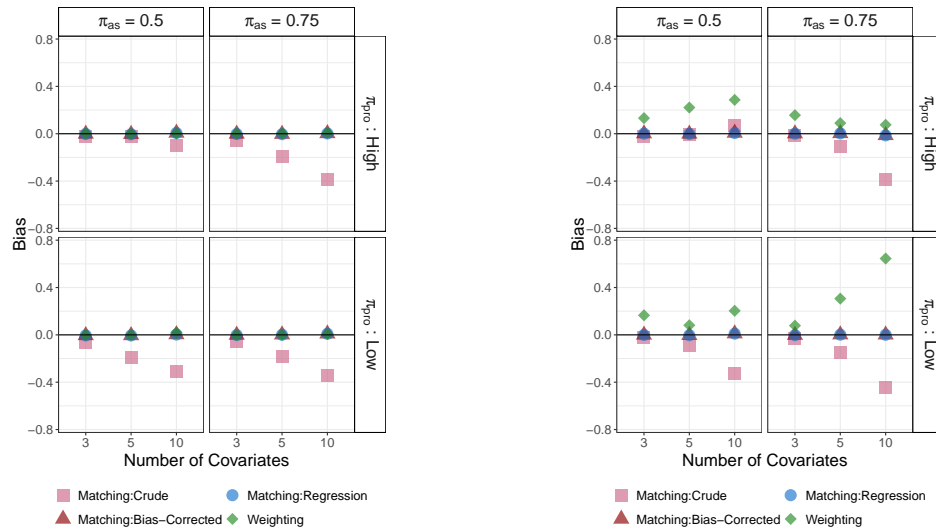 π_as = 0.5
π_as = 0.75
0.8
0.4
0.0
−0.4
−0.8
π_pro : High
0.8
0.4
0.0
−0.4
−0.8
π_pro : Low
Bias
3 5 10
3 5 10
Number of Covariates
Matching:Crude
Matching:Regression
Matching:Bias−Corrected
Weighting
π_as = 0.5
π_as = 0.75
0.8
0.4
0.0
−0.4
−0.8
π_pro : High
0.8
0.4
0.0
−0.4
−0.8
π_pro : Low
Bias
3 5 10
3 5 10
Number of Covariates
Matching:Crude
Matching:Regression
Matching:Bias−Corrected
Weighting